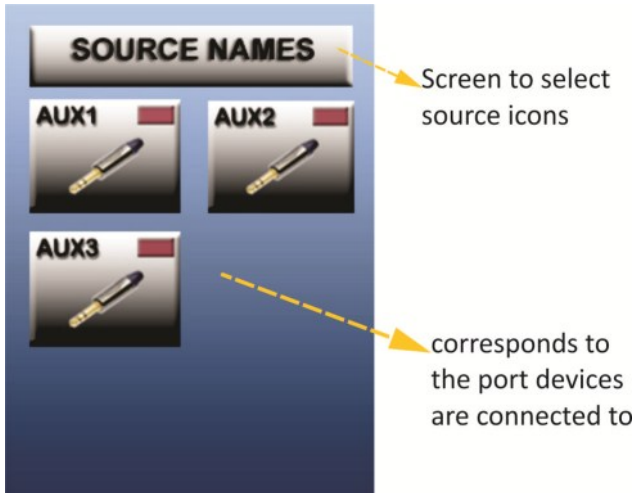 SOURCE NAMES
Screen to select
source icons
AUX1
AUX2
AUX3
corresponds to
the port devices
are connected to